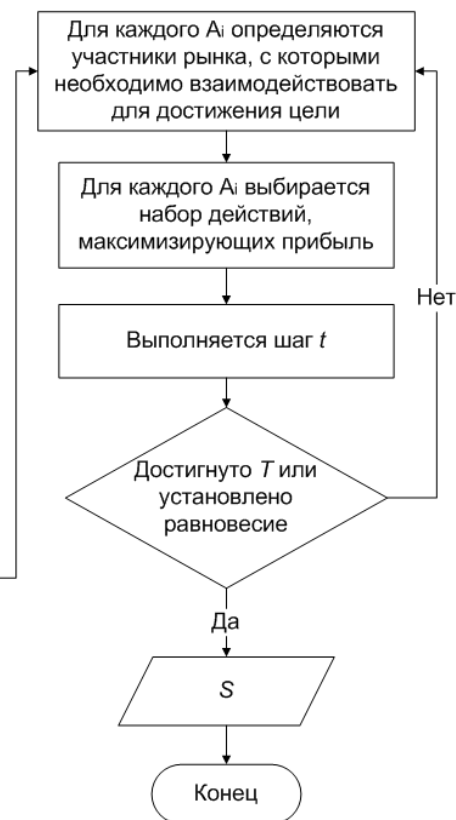 Для каждого Ai определяются
участники рынка, с которыми
необходимо взаимодействовать
для достижения цели
Для каждого Ai выбирается
набор действий,
максимизирующих прибыль
Нет
Выполняется шаг t
Достигнуто T или
установлено
равновесие
Да
S
Конец